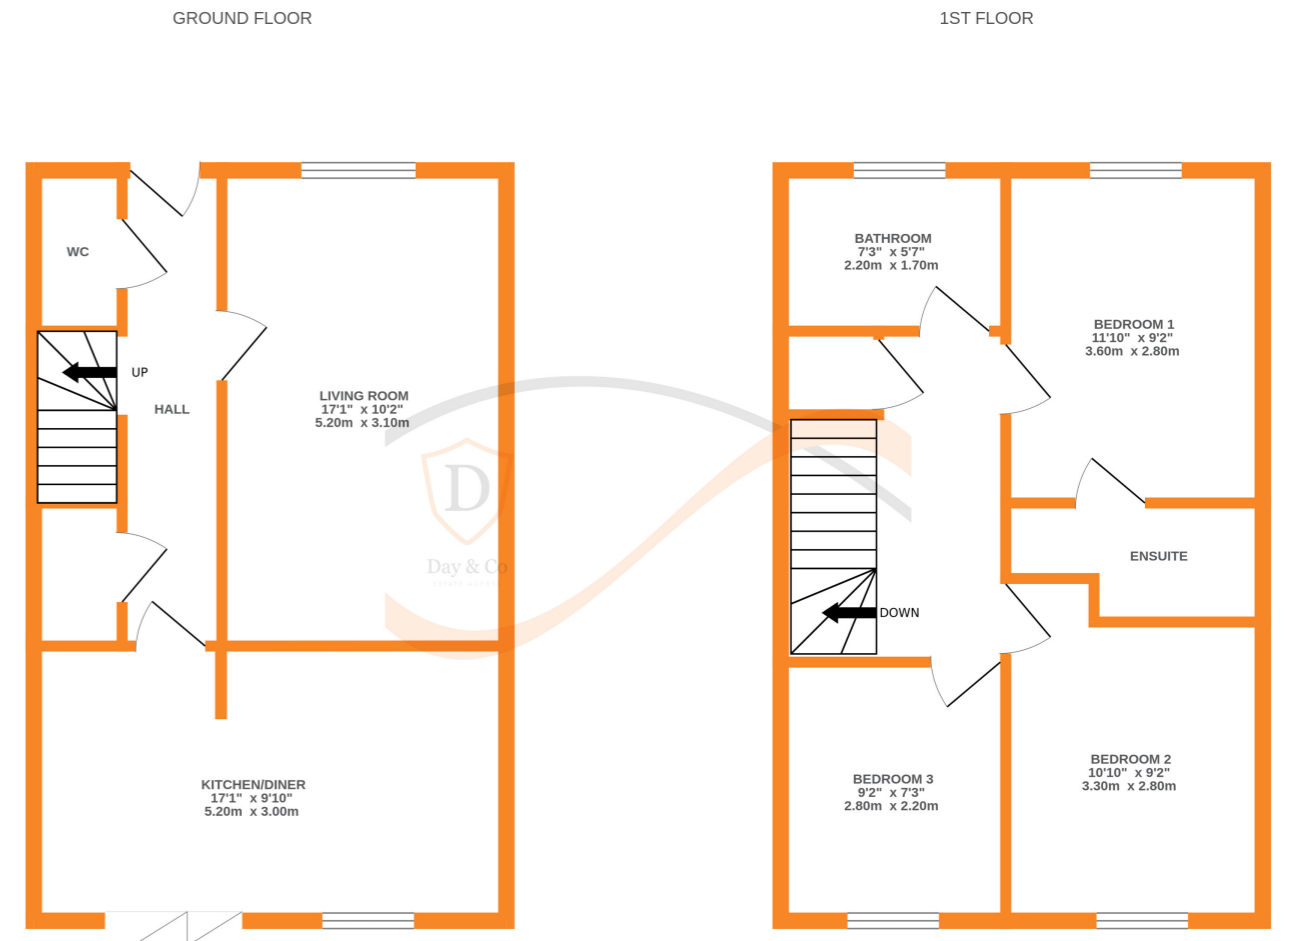 GROUND FLOOR
1ST FLOOR
WC
UP
HALL
LIVING ROOM
17'1" x 10'2"
5.20m x 3.10m
D
Day & Co
ESTATE AGENTS
KITCHEN/DINER
17'1" x 9'10"
5.20m x 3.00m
BATHROOM
7'3" x 5'7"
2.20m x 1.70m
BEDROOM 1
11'10" x 9'2"
3.60m x 2.80m
ENSUITE
DOWN
BEDROOM 2
10'10" x 9'2"
3.30m x 2.80m
BEDROOM 3
9'2" x 7'3"
2.80m x 2.20m